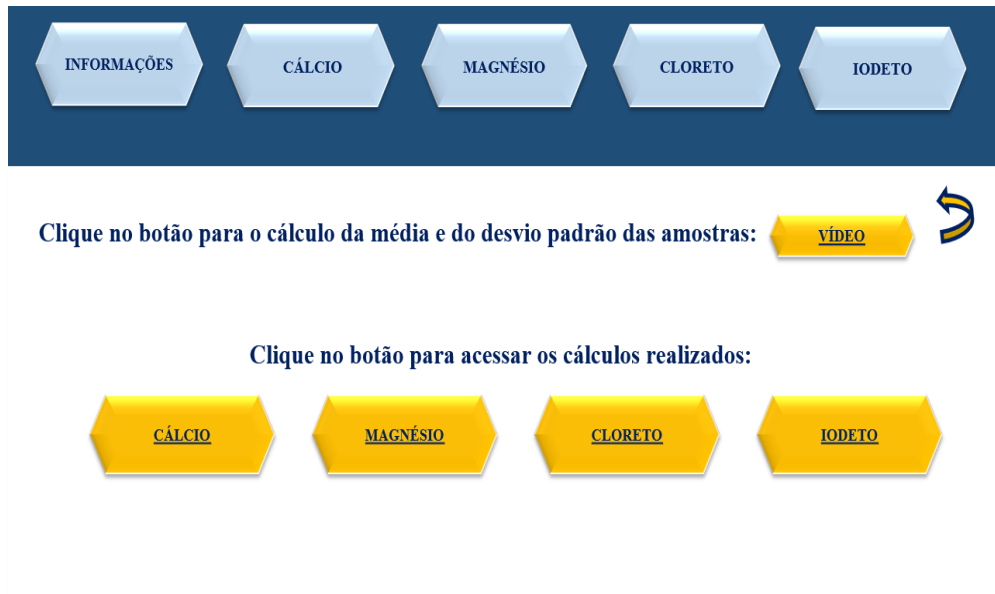 INFORMAÇÕES
CÁLCIO
MAGNÉSIO
CLORETO
IODETO
Clique no botão para o cálculo da média e do desvio padrão das amostras:
VÍDEO
Clique no botão para acessar os cálculos realizados:
CÁLCIO
MAGNÉSIO
CLORETO
IODETO